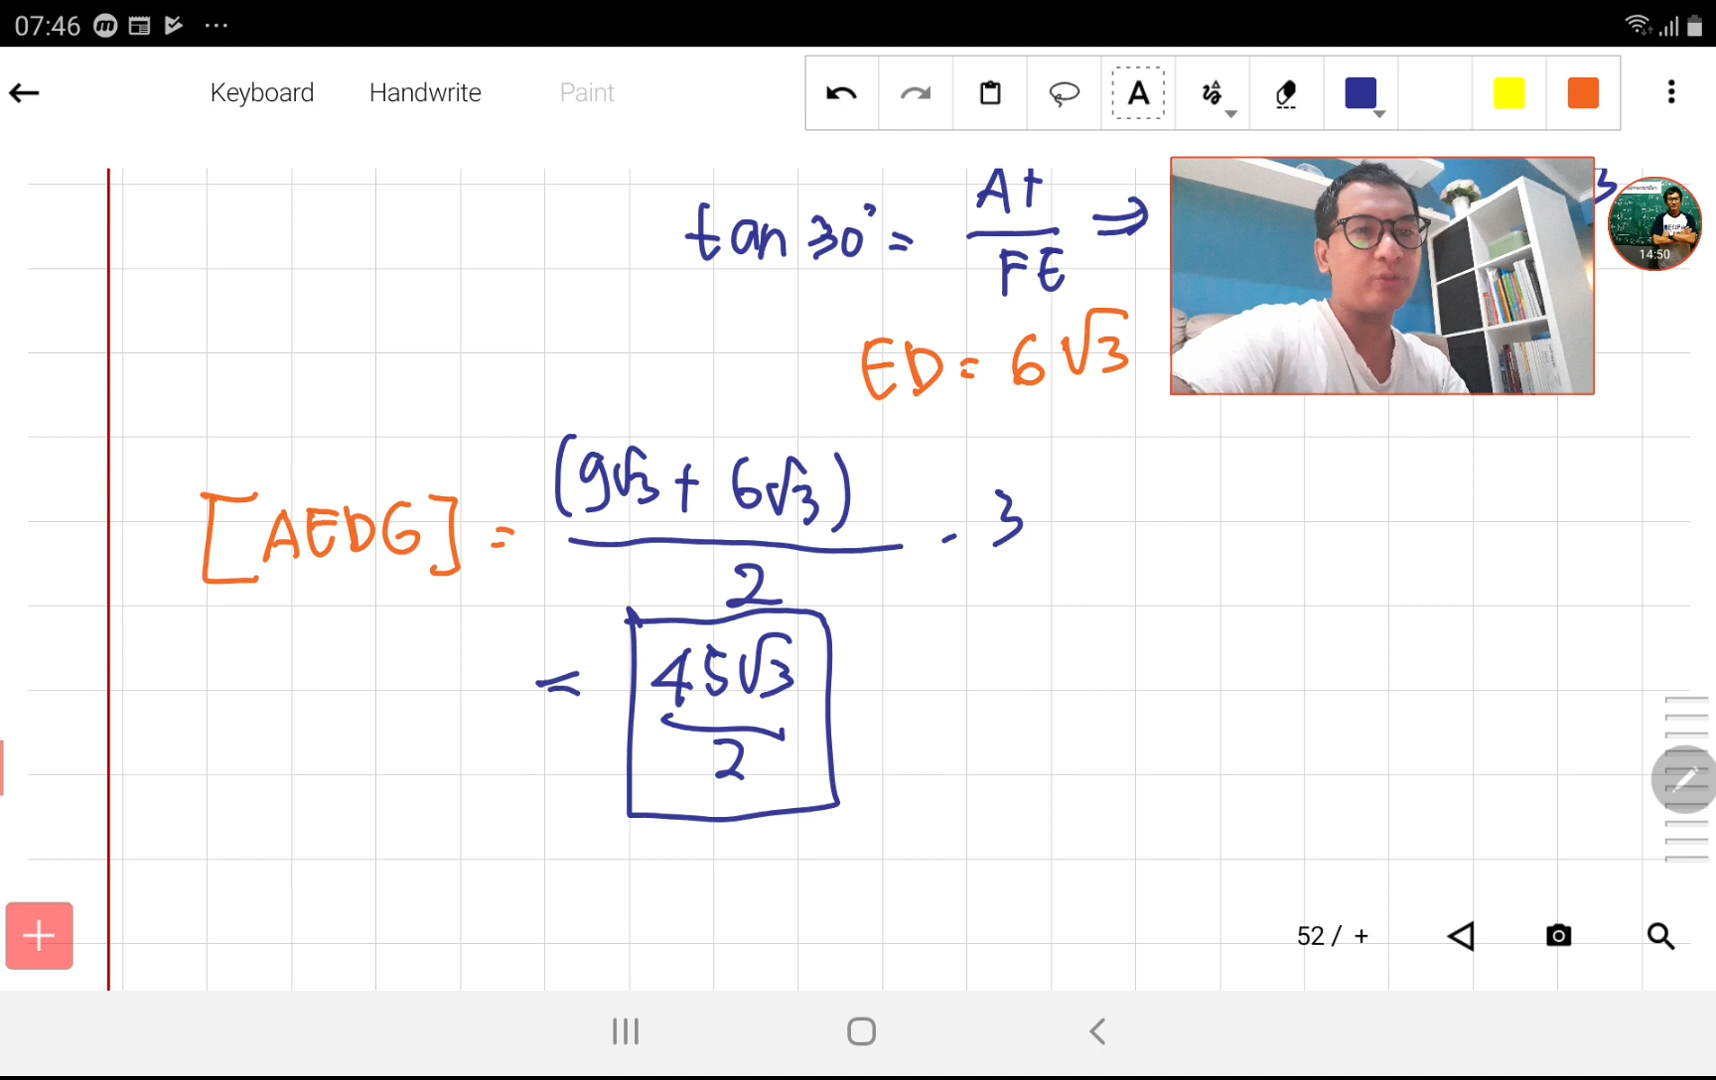 07:46
Keyboard Handwrite Paint
A
tan 30° = AF/FE ⇒
3
14:50
ED = 6√3
[AEDG] = (9√3 + 6√3)/2 · 3
= 45√3/2
52 / +